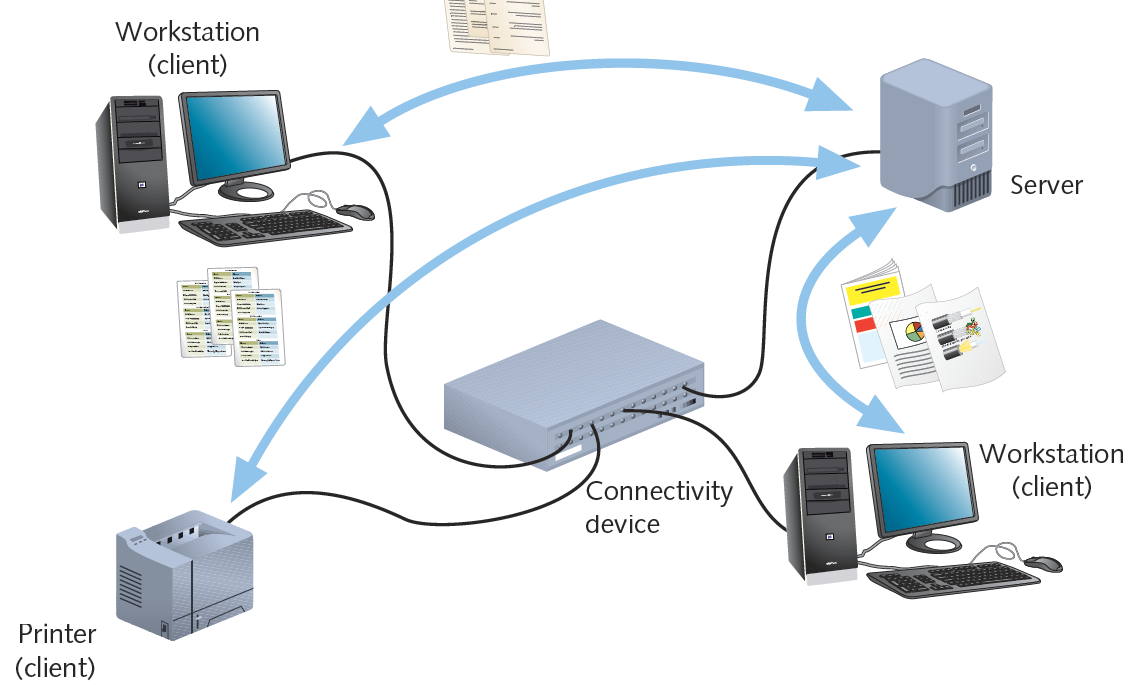 Workstation
(client)
Server
Connectivity
device
Workstation
(client)
Printer
(client)